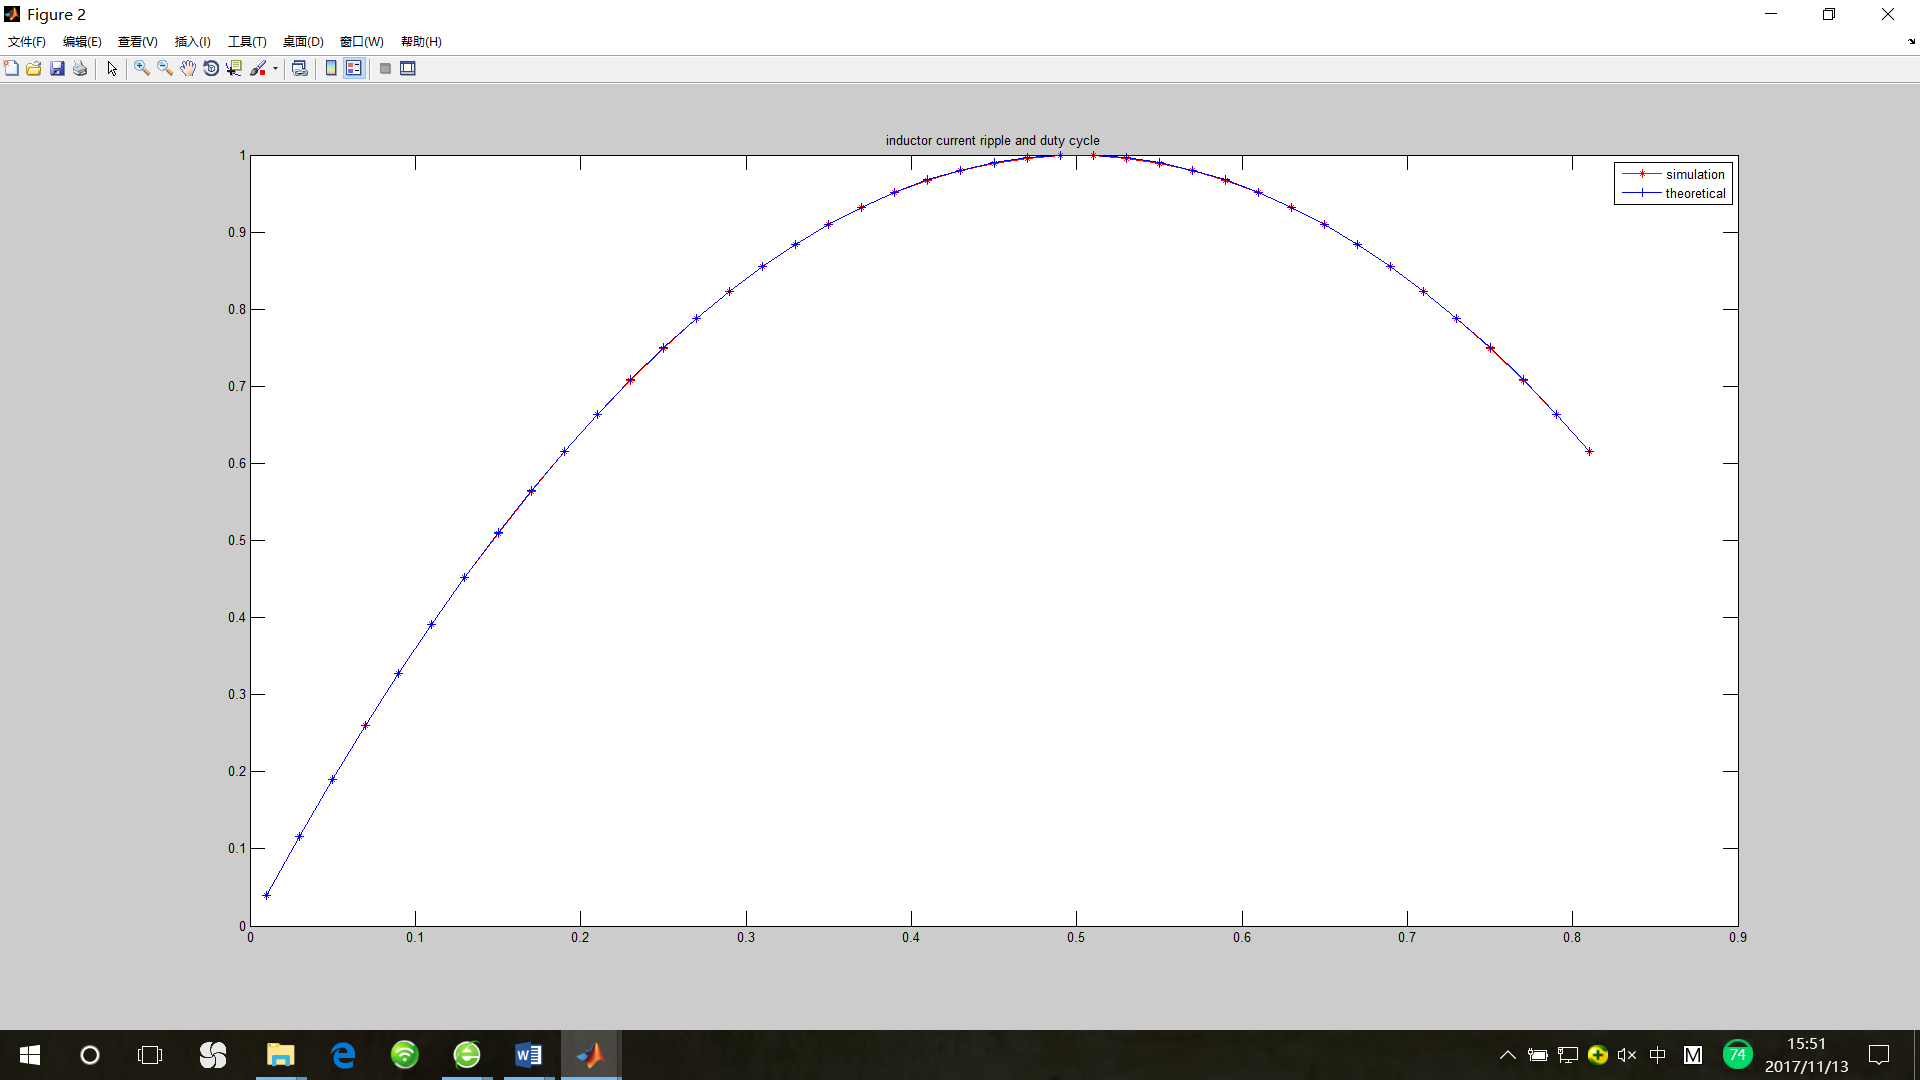 Figure 2
文件(F) 编辑(E) 查看(V) 插入(I) 工具(T) 桌面(D) 窗口(W) 帮助(H)
inductor current ripple and duty cycle
simulation
theoretical
1
0.9
0.8
0.7
0.6
0.5
0.4
0.3
0.2
0.1
0
0 0.1 0.2 0.3 0.4 0.5 0.6 0.7 0.8 0.9
中 M 74 15:51
2017/11/13